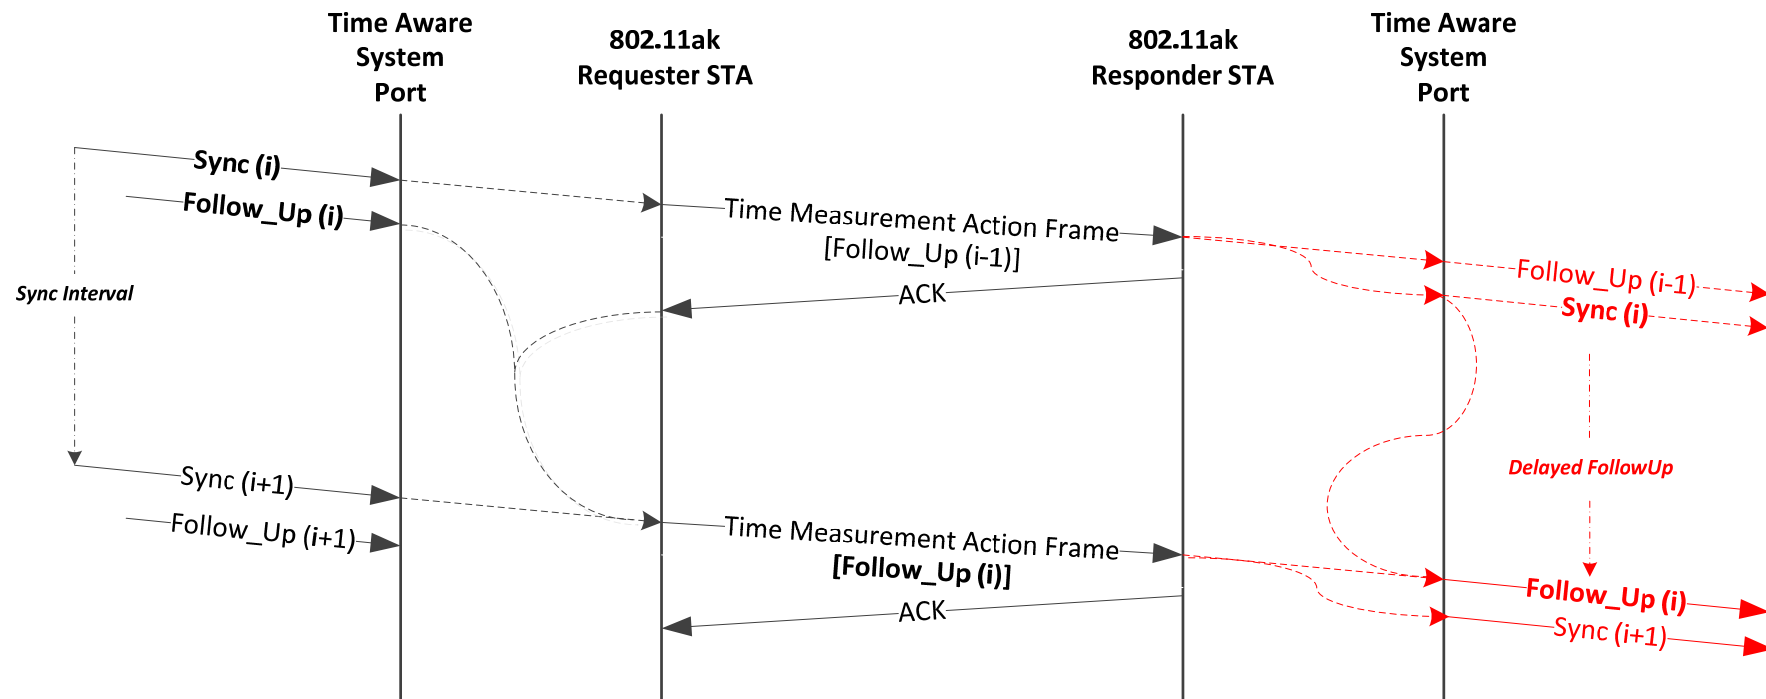 Time Aware
System
Port
802.11ak
Requester STA
802.11ak
Responder STA
Time Aware
System
Port
Sync (i)
Follow_Up (i)
Time Measurement Action Frame
[Follow_Up (i-1)]
Follow_Up (i-1)
Sync (i)
Sync Interval
ACK
Delayed FollowUp
Sync (i+1)
Follow_Up (i+1)
Time Measurement Action Frame
[Follow_Up (i)]
Follow_Up (i)
ACK
Sync (i+1)